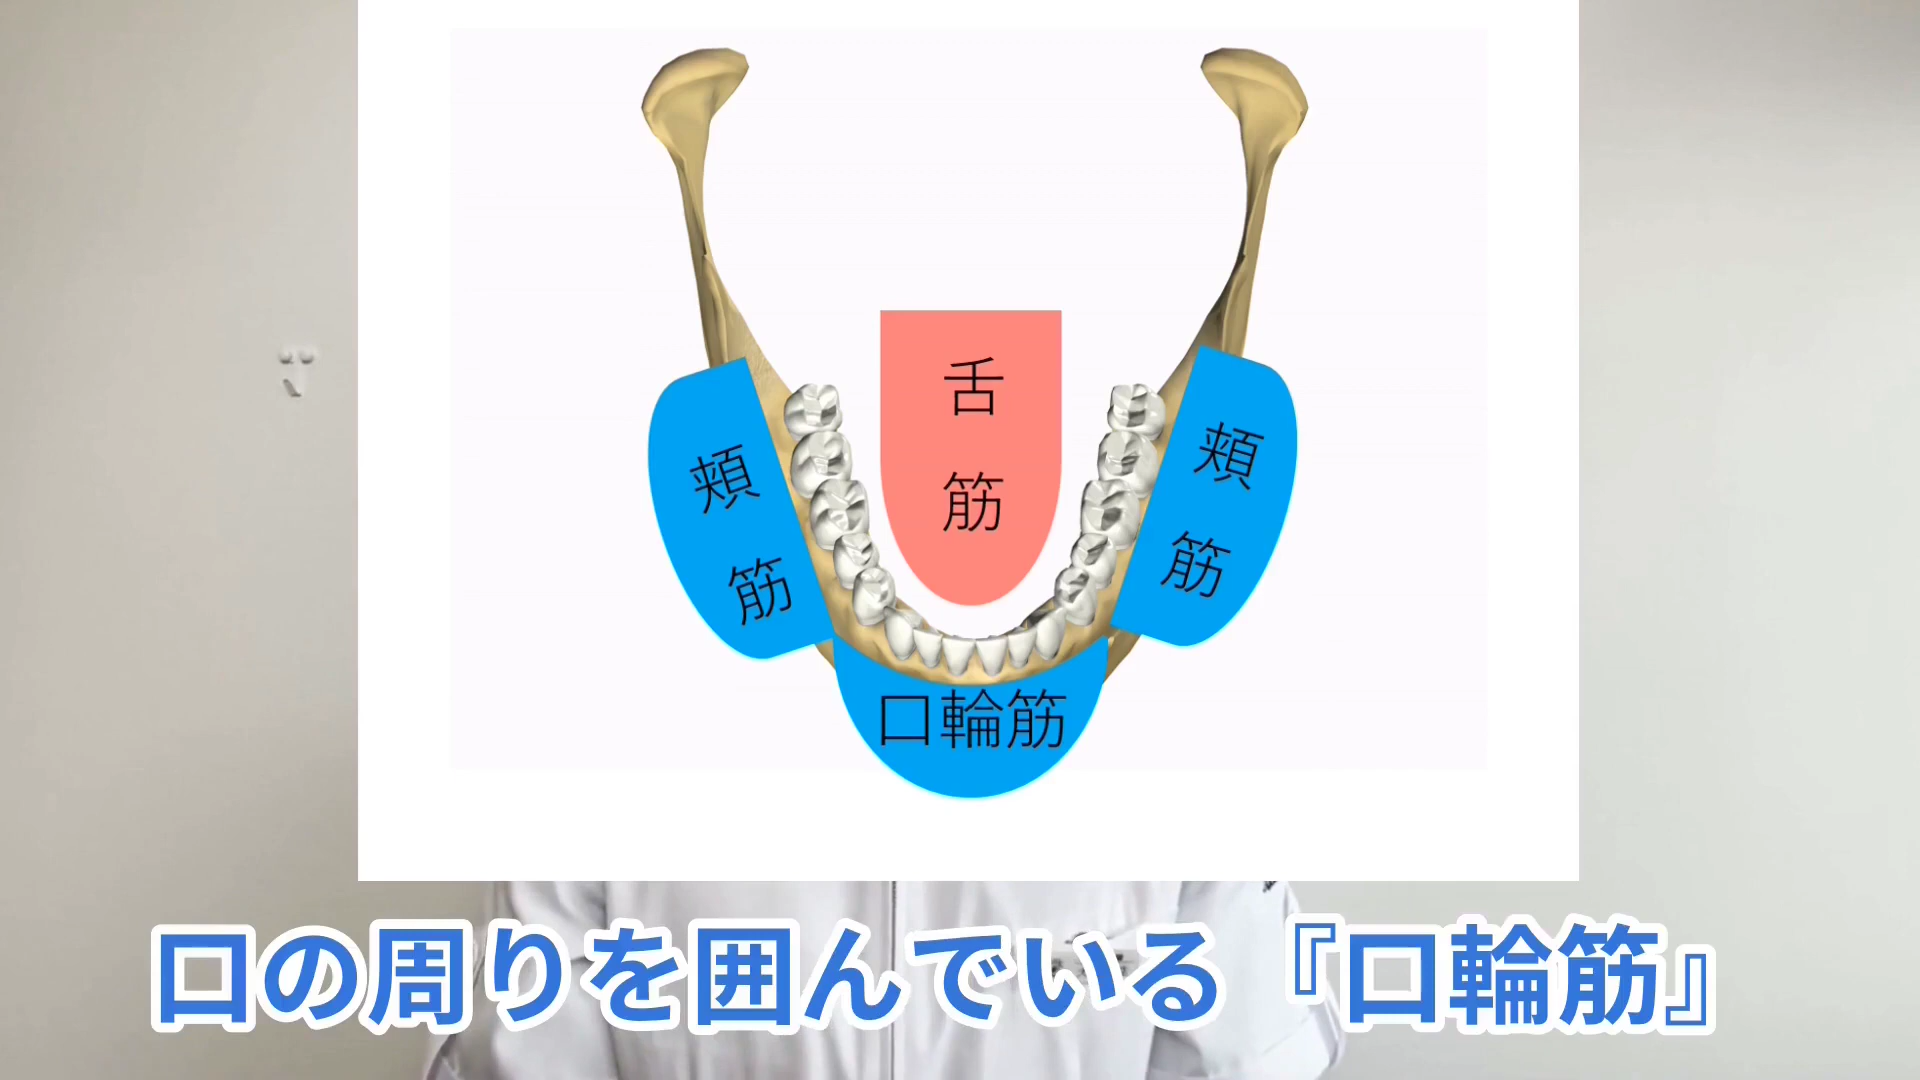 舌筋
頬筋
頬筋
口輪筋
口の周りを囲んでいる『口輪筋』